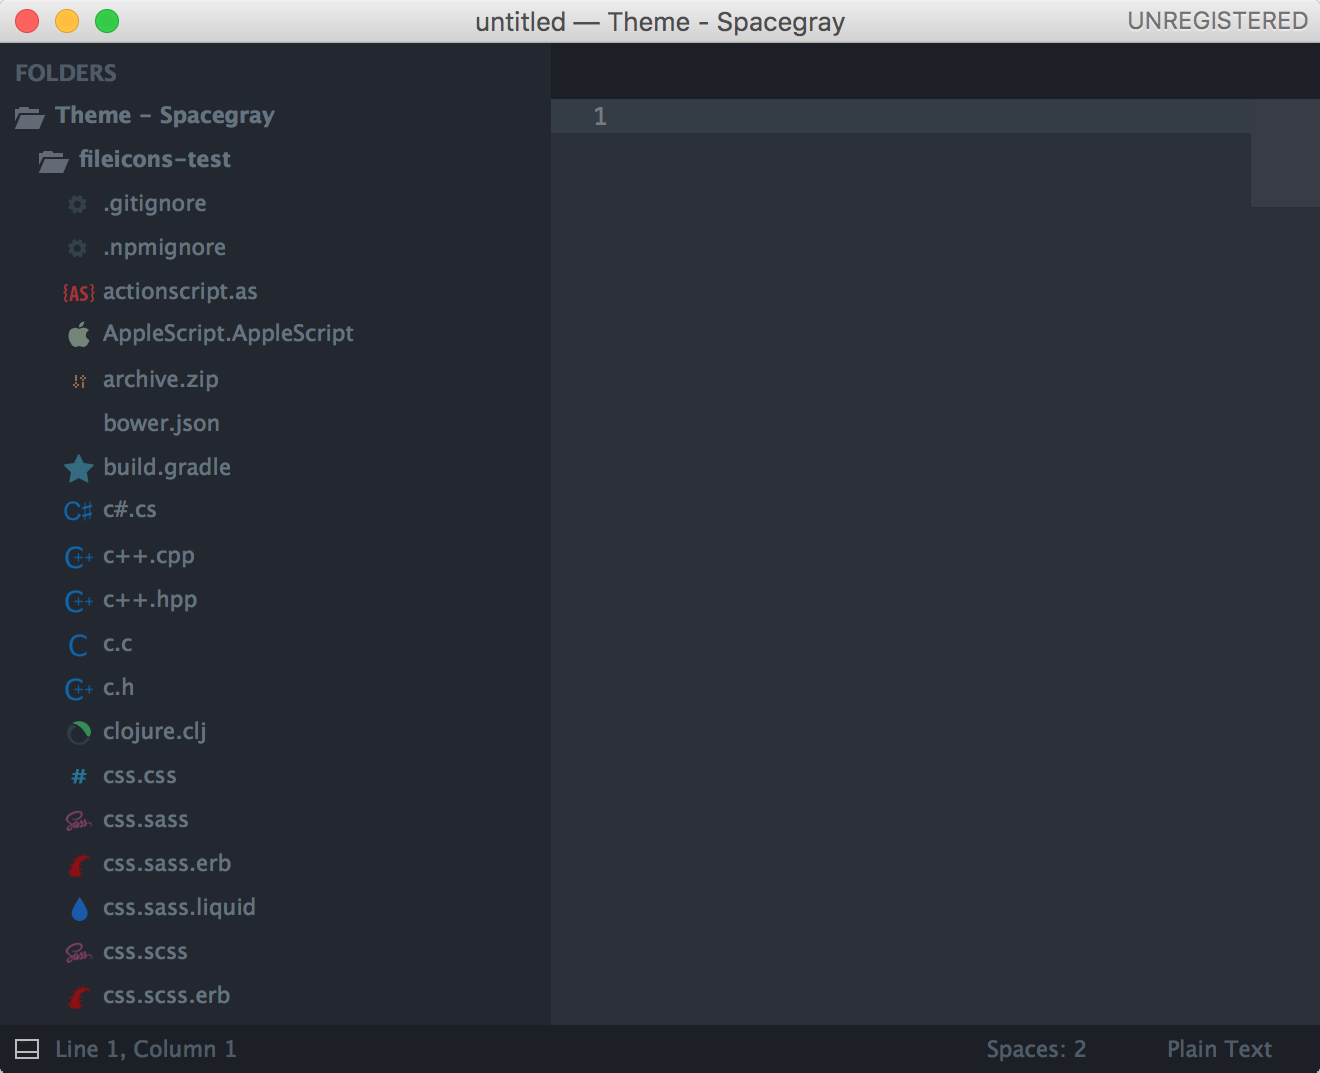 untitled — Theme - Spacegray
UNREGISTERED
FOLDERS
Theme - Spacegray
fileicons-test
.gitignore
.npmignore
{AS} actionscript.as
AppleScript.AppleScript
archive.zip
bower.json
build.gradle
C# c#.cs
C++ c++.cpp
C++ c++.hpp
C c.c
C++ c.h
clojure.clj
# css.css
Sass css.sass
css.sass.erb
css.sass.liquid
Sass css.scss
css.scss.erb
1
Line 1, Column 1
Spaces: 2
Plain Text